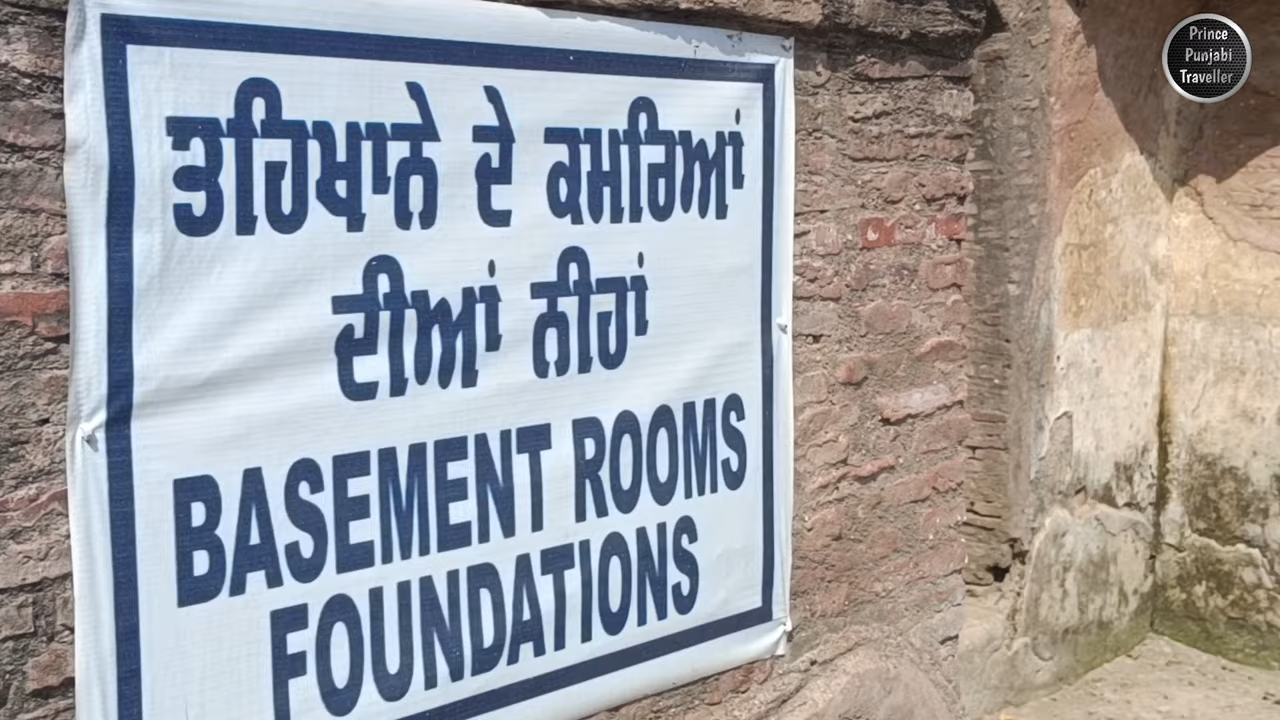 ਤਹਿਖਾਨੇ ਦੇ ਕਮਰਿਆਂ
ਦੀਆਂ ਨੀਹਾਂ
BASEMENT ROOMS
FOUNDATIONS
Prince
Punjabi
Traveller